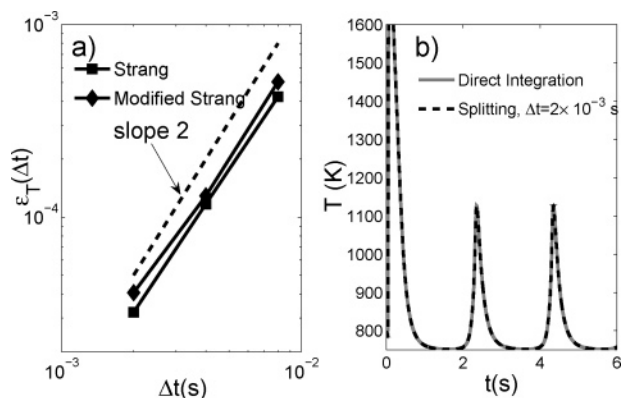 a)
Strang
Modified Strang
slope 2
10⁻³
10⁻⁴
10⁻³
10⁻²
ε_T(Δt)
Δt(s)
b)
Direct Integration
Splitting, Δt=2× 10⁻³ s
1600
1500
1400
1300
1200
1100
1000
900
800
T (K)
0
2
4
6
t(s)